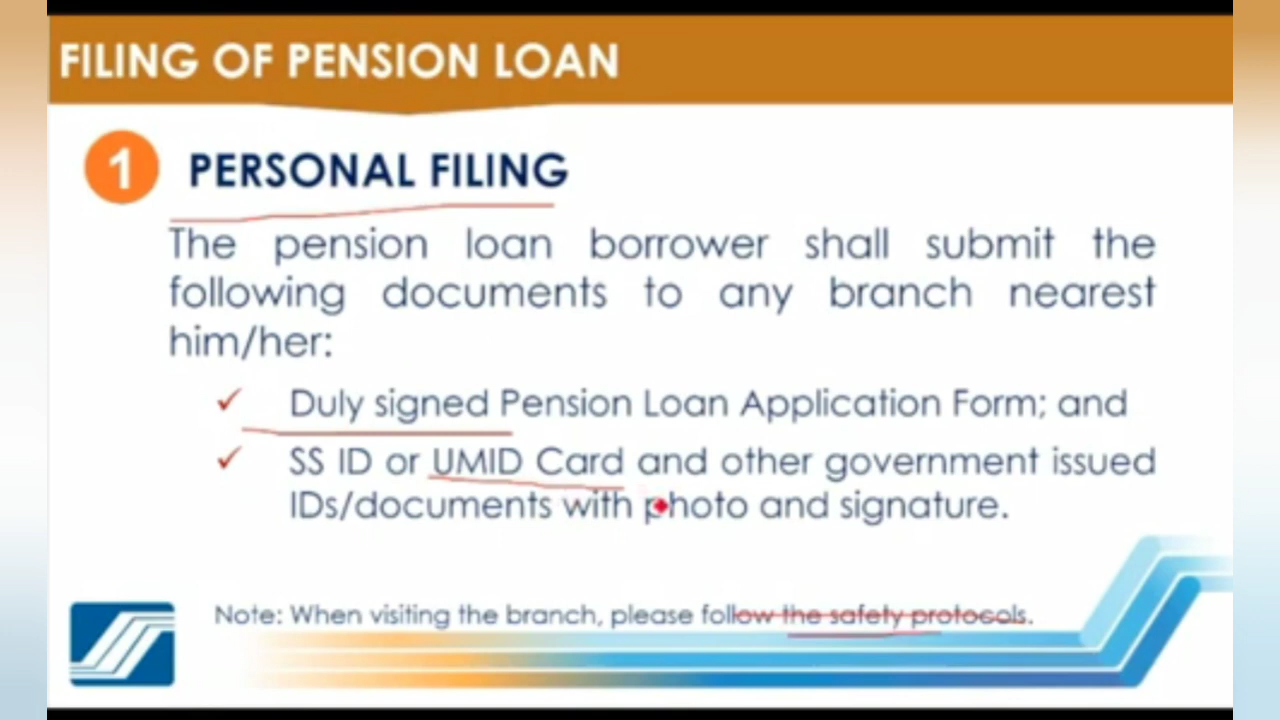 FILING OF PENSION LOAN
1 PERSONAL FILING
The pension loan borrower shall submit the
following documents to any branch nearest
him/her:
✓ Duly signed Pension Loan Application Form; and
✓ SS ID or UMID Card and other government issued
IDs/documents with photo and signature.
Note: When visiting the branch, please follow the safety protocols.